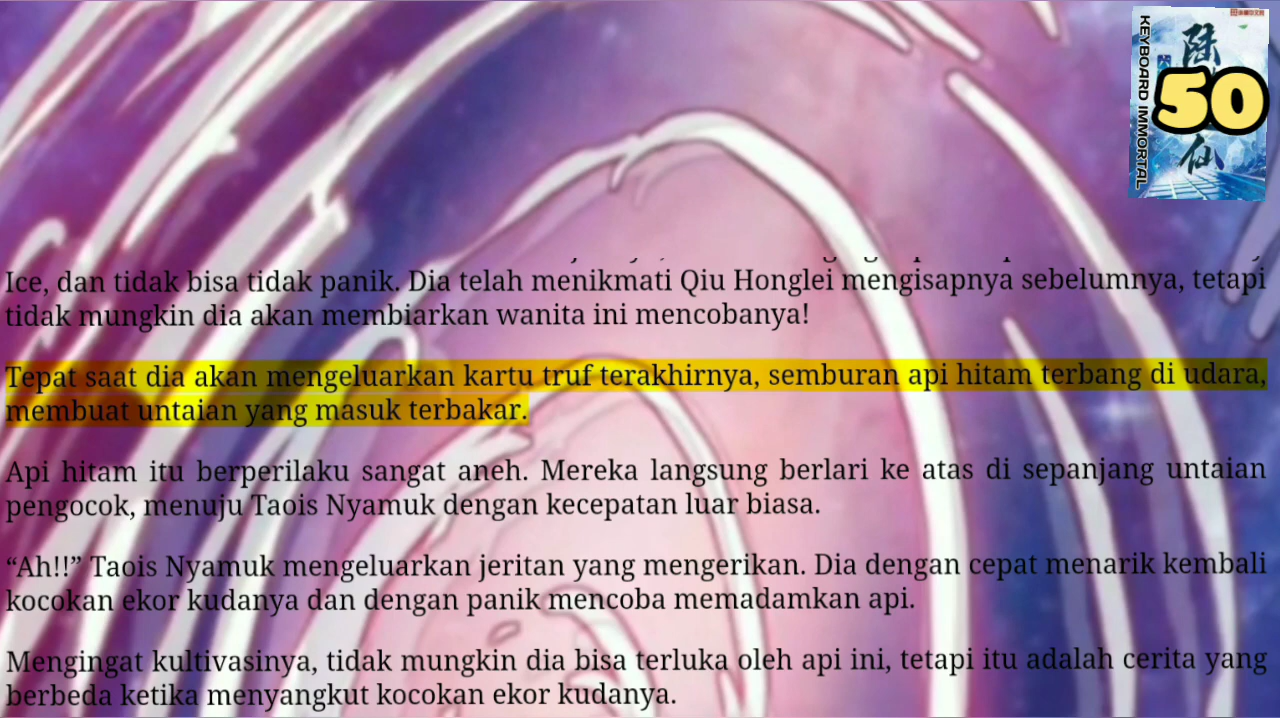 陆
仙
KEYBOARD IMMORTAL
50
Ice, dan tidak bisa tidak panik. Dia telah menikmati Qiu Honglei mengisapnya sebelumnya, tetapi
tidak mungkin dia akan membiarkan wanita ini mencobanya!
Tepat saat dia akan mengeluarkan kartu truf terakhirnya, semburan api hitam terbang di udara,
membuat untaian yang masuk terbakar.
Api hitam itu berperilaku sangat aneh. Mereka langsung berlari ke atas di sepanjang untaian
pengocok, menuju Taois Nyamuk dengan kecepatan luar biasa.
“Ah!!” Taois Nyamuk mengeluarkan jeritan yang mengerikan. Dia dengan cepat menarik kembali
kocokan ekor kudanya dan dengan panik mencoba memadamkan api.
Mengingat kultivasinya, tidak mungkin dia bisa terluka oleh api ini, tetapi itu adalah cerita yang
berbeda ketika menyangkut kocokan ekor kudanya.